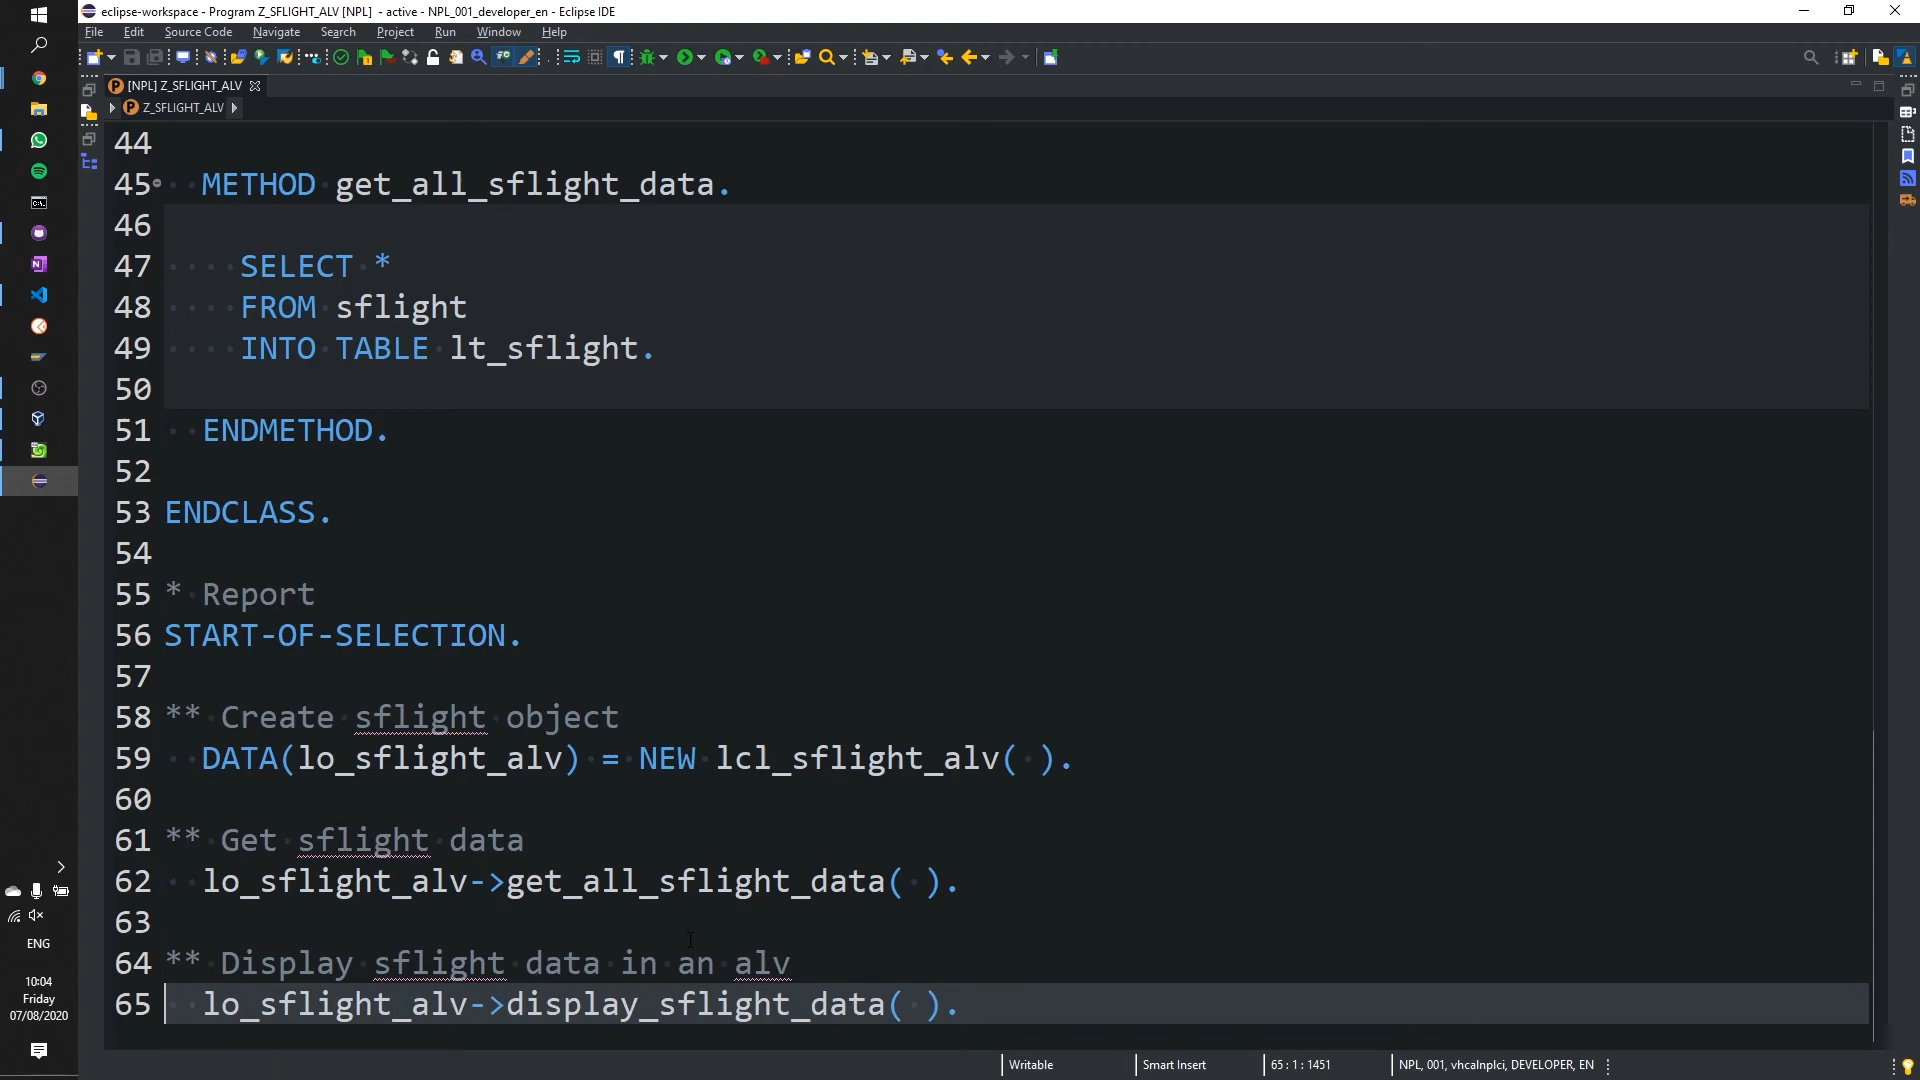 eclipse-workspace - Program Z_SFLIGHT_ALV [NPL]  - active - NPL_001_developer_en - Eclipse IDE
File Edit Source Code Navigate Search Project Run Window Help
[NPL] Z_SFLIGHT_ALV
Z_SFLIGHT_ALV
44
45 METHOD get_all_sflight_data.
46
47 SELECT *
48 FROM sflight
49 INTO TABLE lt_sflight.
50
51 ENDMETHOD.
52
53 ENDCLASS.
54
55 * Report
56 START-OF-SELECTION.
57
58 ** Create sflight object
59 DATA(lo_sflight_alv) = NEW lcl_sflight_alv( ).
60
61 ** Get sflight data
62 lo_sflight_alv->get_all_sflight_data( ).
63
64 ** Display sflight data in an alv
65 lo_sflight_alv->display_sflight_data( ).
ENG
10:04
Friday
07/08/2020
Writable
Smart Insert
65 : 1 : 1451
NPL, 001, vhcalnplci, DEVELOPER, EN